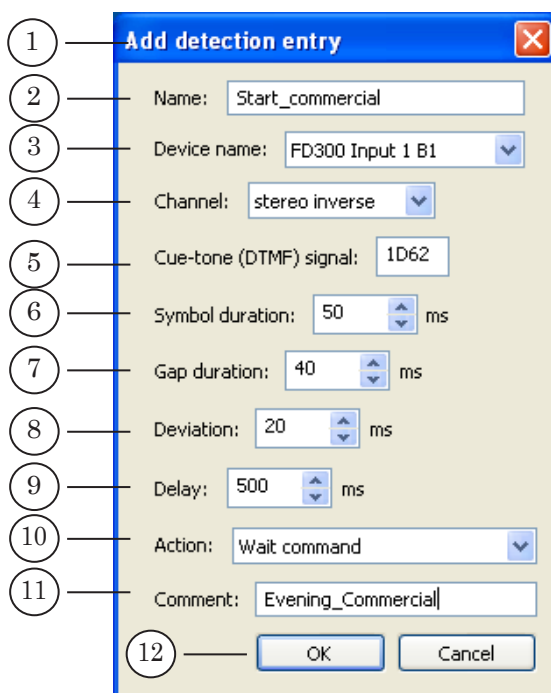 1 Add detection entry
2 Name: Start_commercial
3 Device name: FD300 Input 1 B1
4 Channel: stereo inverse
5 Cue-tone (DTMF) signal: 1D62
6 Symbol duration: 50 ms
7 Gap duration: 40 ms
8 Deviation: 20 ms
9 Delay: 500 ms
10 Action: Wait command
11 Comment: Evening_Commercial
12 OK Cancel